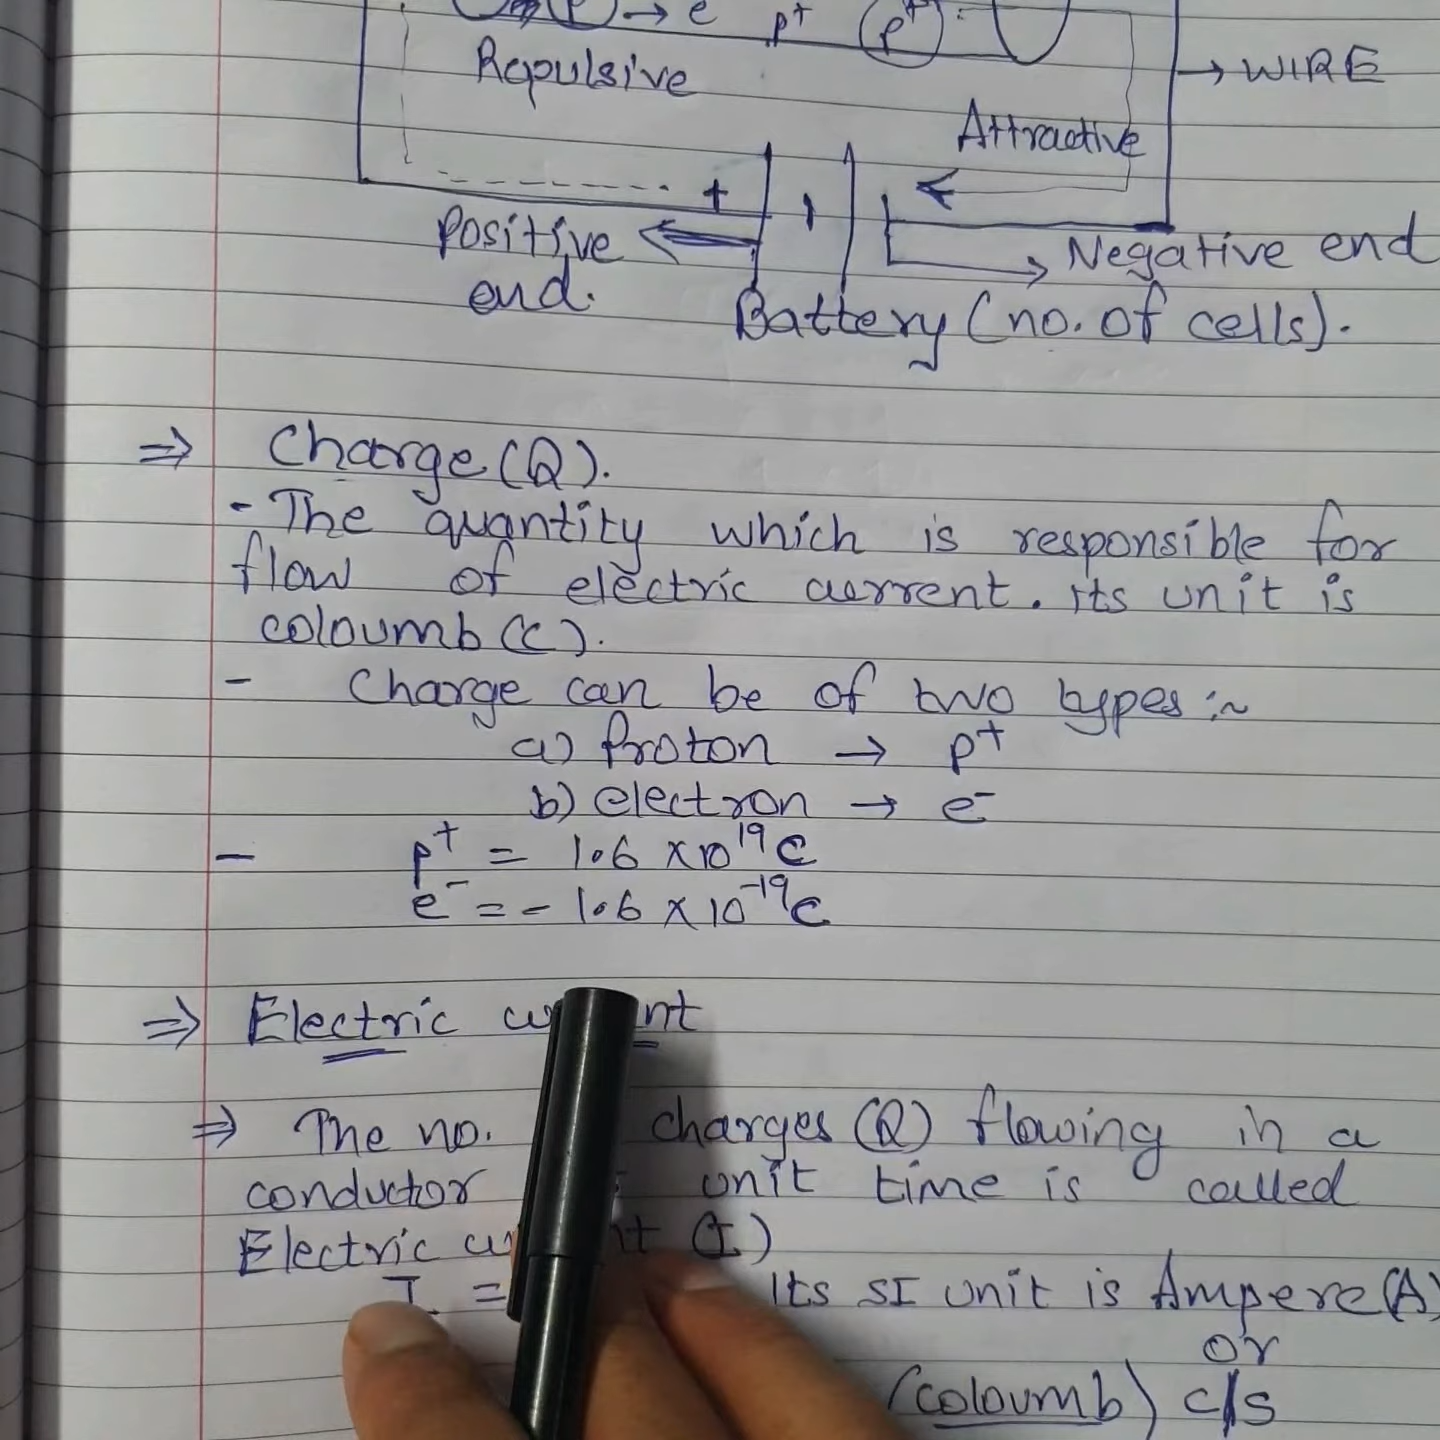 → e p⁺ p⁺
Repulsive
→ WIRE
Attractive
+
Positive
end.
Negative end
Battery (no. of cells).
⇒ Charge (Q).
- The quantity which is responsible for
flow of electric current. its unit is
coloumb (C).
- Charge can be of two types :~
a) Proton → p⁺
b) electron → e⁻
- p⁺ = 1.6 × 10¹⁹ C
e⁻ = - 1.6 × 10⁻¹⁹ C
⇒ Electric
⇒ The no. charges (Q) flowing in a
conductor unit time is called
Electric (I)
I = Its SI unit is Ampere (A)
or
(coloumb) c/s